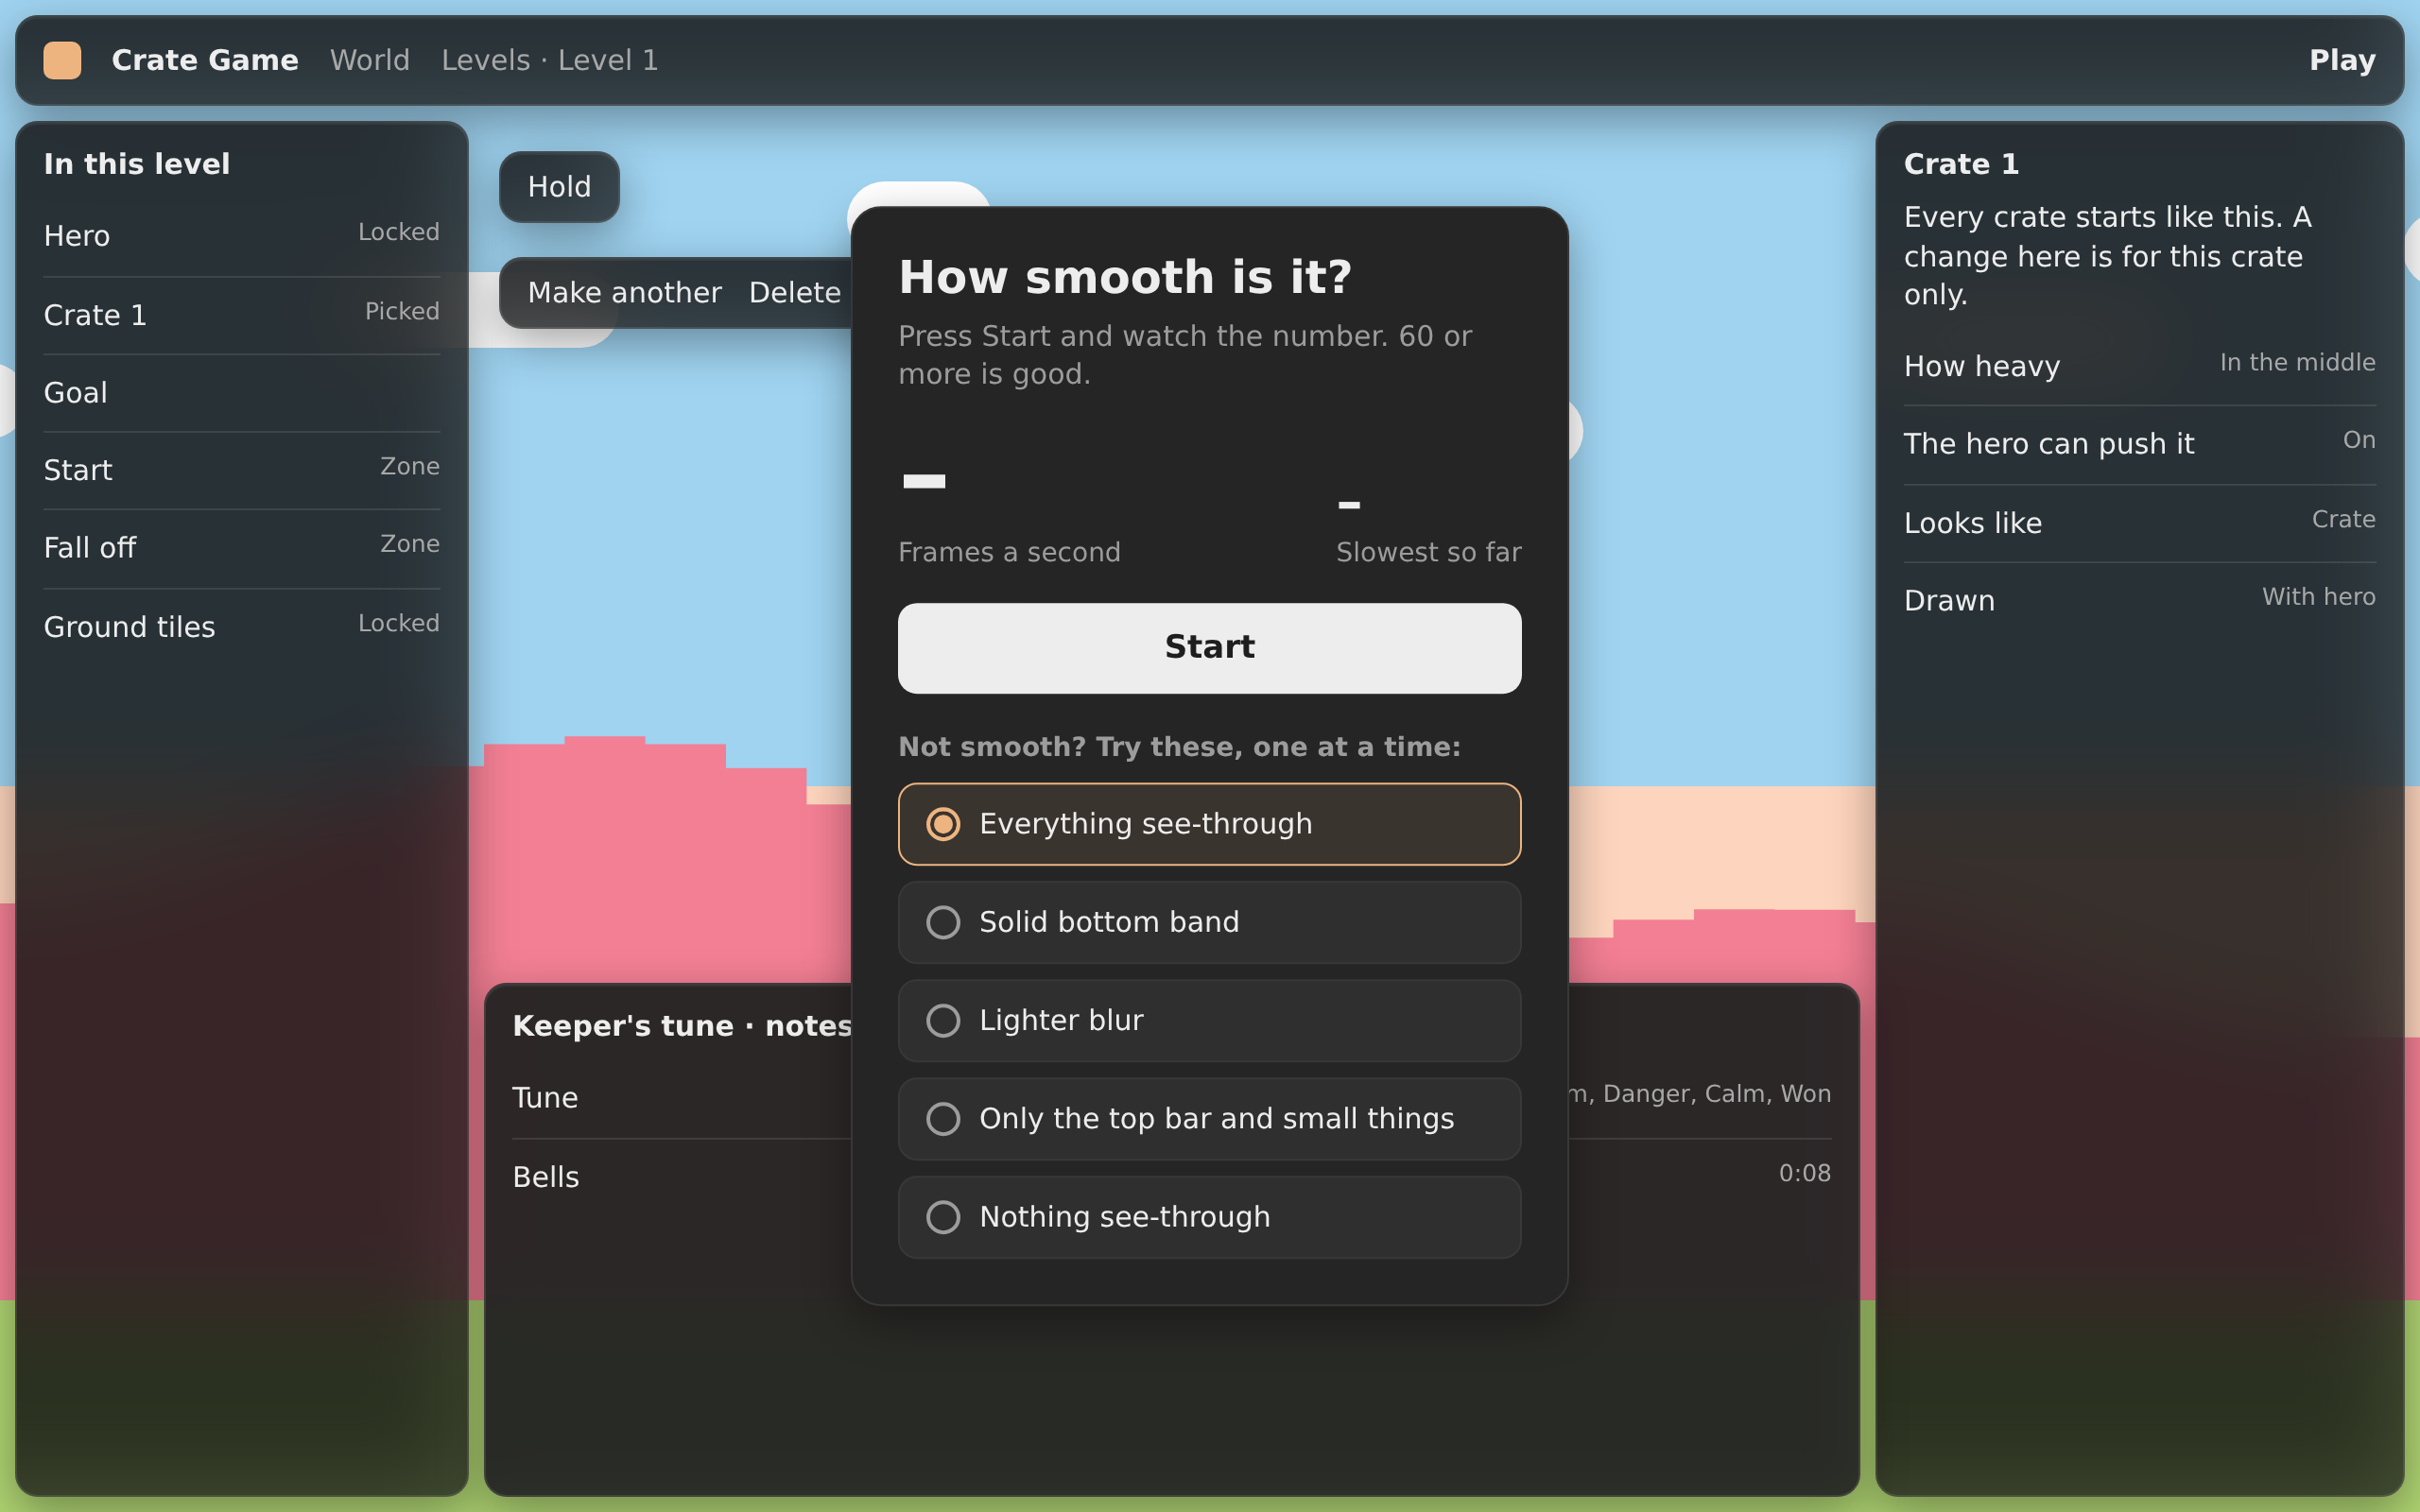 Crate Game World Levels · Level 1 Play
In this level
Hero Locked
Crate 1 Picked
Goal
Start Zone
Fall off Zone
Ground tiles Locked
Hold
Make another Delete
How smooth is it?
Press Start and watch the number. 60 or
more is good.
– –
Frames a second Slowest so far
Start
Not smooth? Try these, one at a time:
Everything see-through
Solid bottom band
Lighter blur
Only the top bar and small things
Nothing see-through
Keeper's tune · notes
Tune Danger, Calm, Won
Bells 0:08
Crate 1
Every crate starts like this. A
change here is for this crate
only.
How heavy In the middle
The hero can push it On
Looks like Crate
Drawn With hero